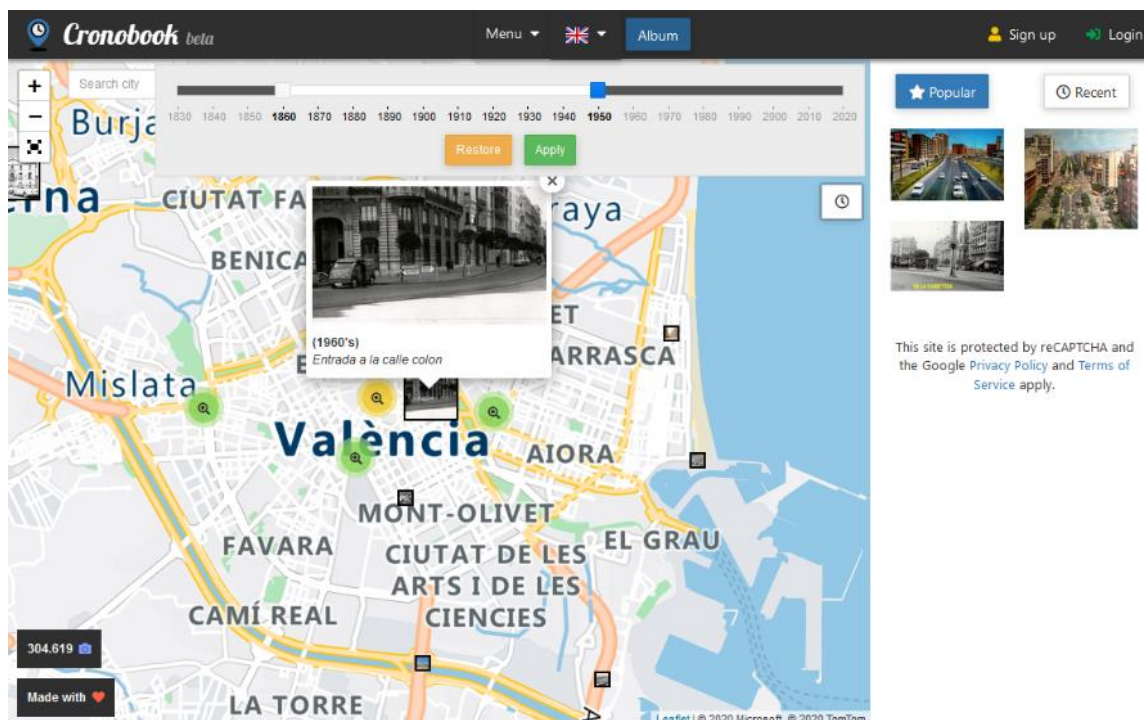 Cronobook beta
Menu
Album
Sign up
Login
+
Search city
1830 1840 1850 1860 1870 1880 1890 1900 1910 1920 1930 1940 1950 1960 1970 1980 1990 2000 2010 2020
−
Restore
Apply
Popular
Recent
Burja
erna
CIUTAT FA
raya
BENICA
ET
(1960's)
Entrada a la calle colon
E
ARRASCA
This site is protected by reCAPTCHA and
the Google Privacy Policy and Terms of
Service apply.
Mislata
València
AIORA
MONT-OLIVET
FAVARA
EL GRAU
CIUTAT DE LES
ARTS I DE LES
CIENCIES
CAMÍ REAL
304.619
Made with
LA TORRE
Leaflet | © 2020 Microsoft, © 2020 TomTom